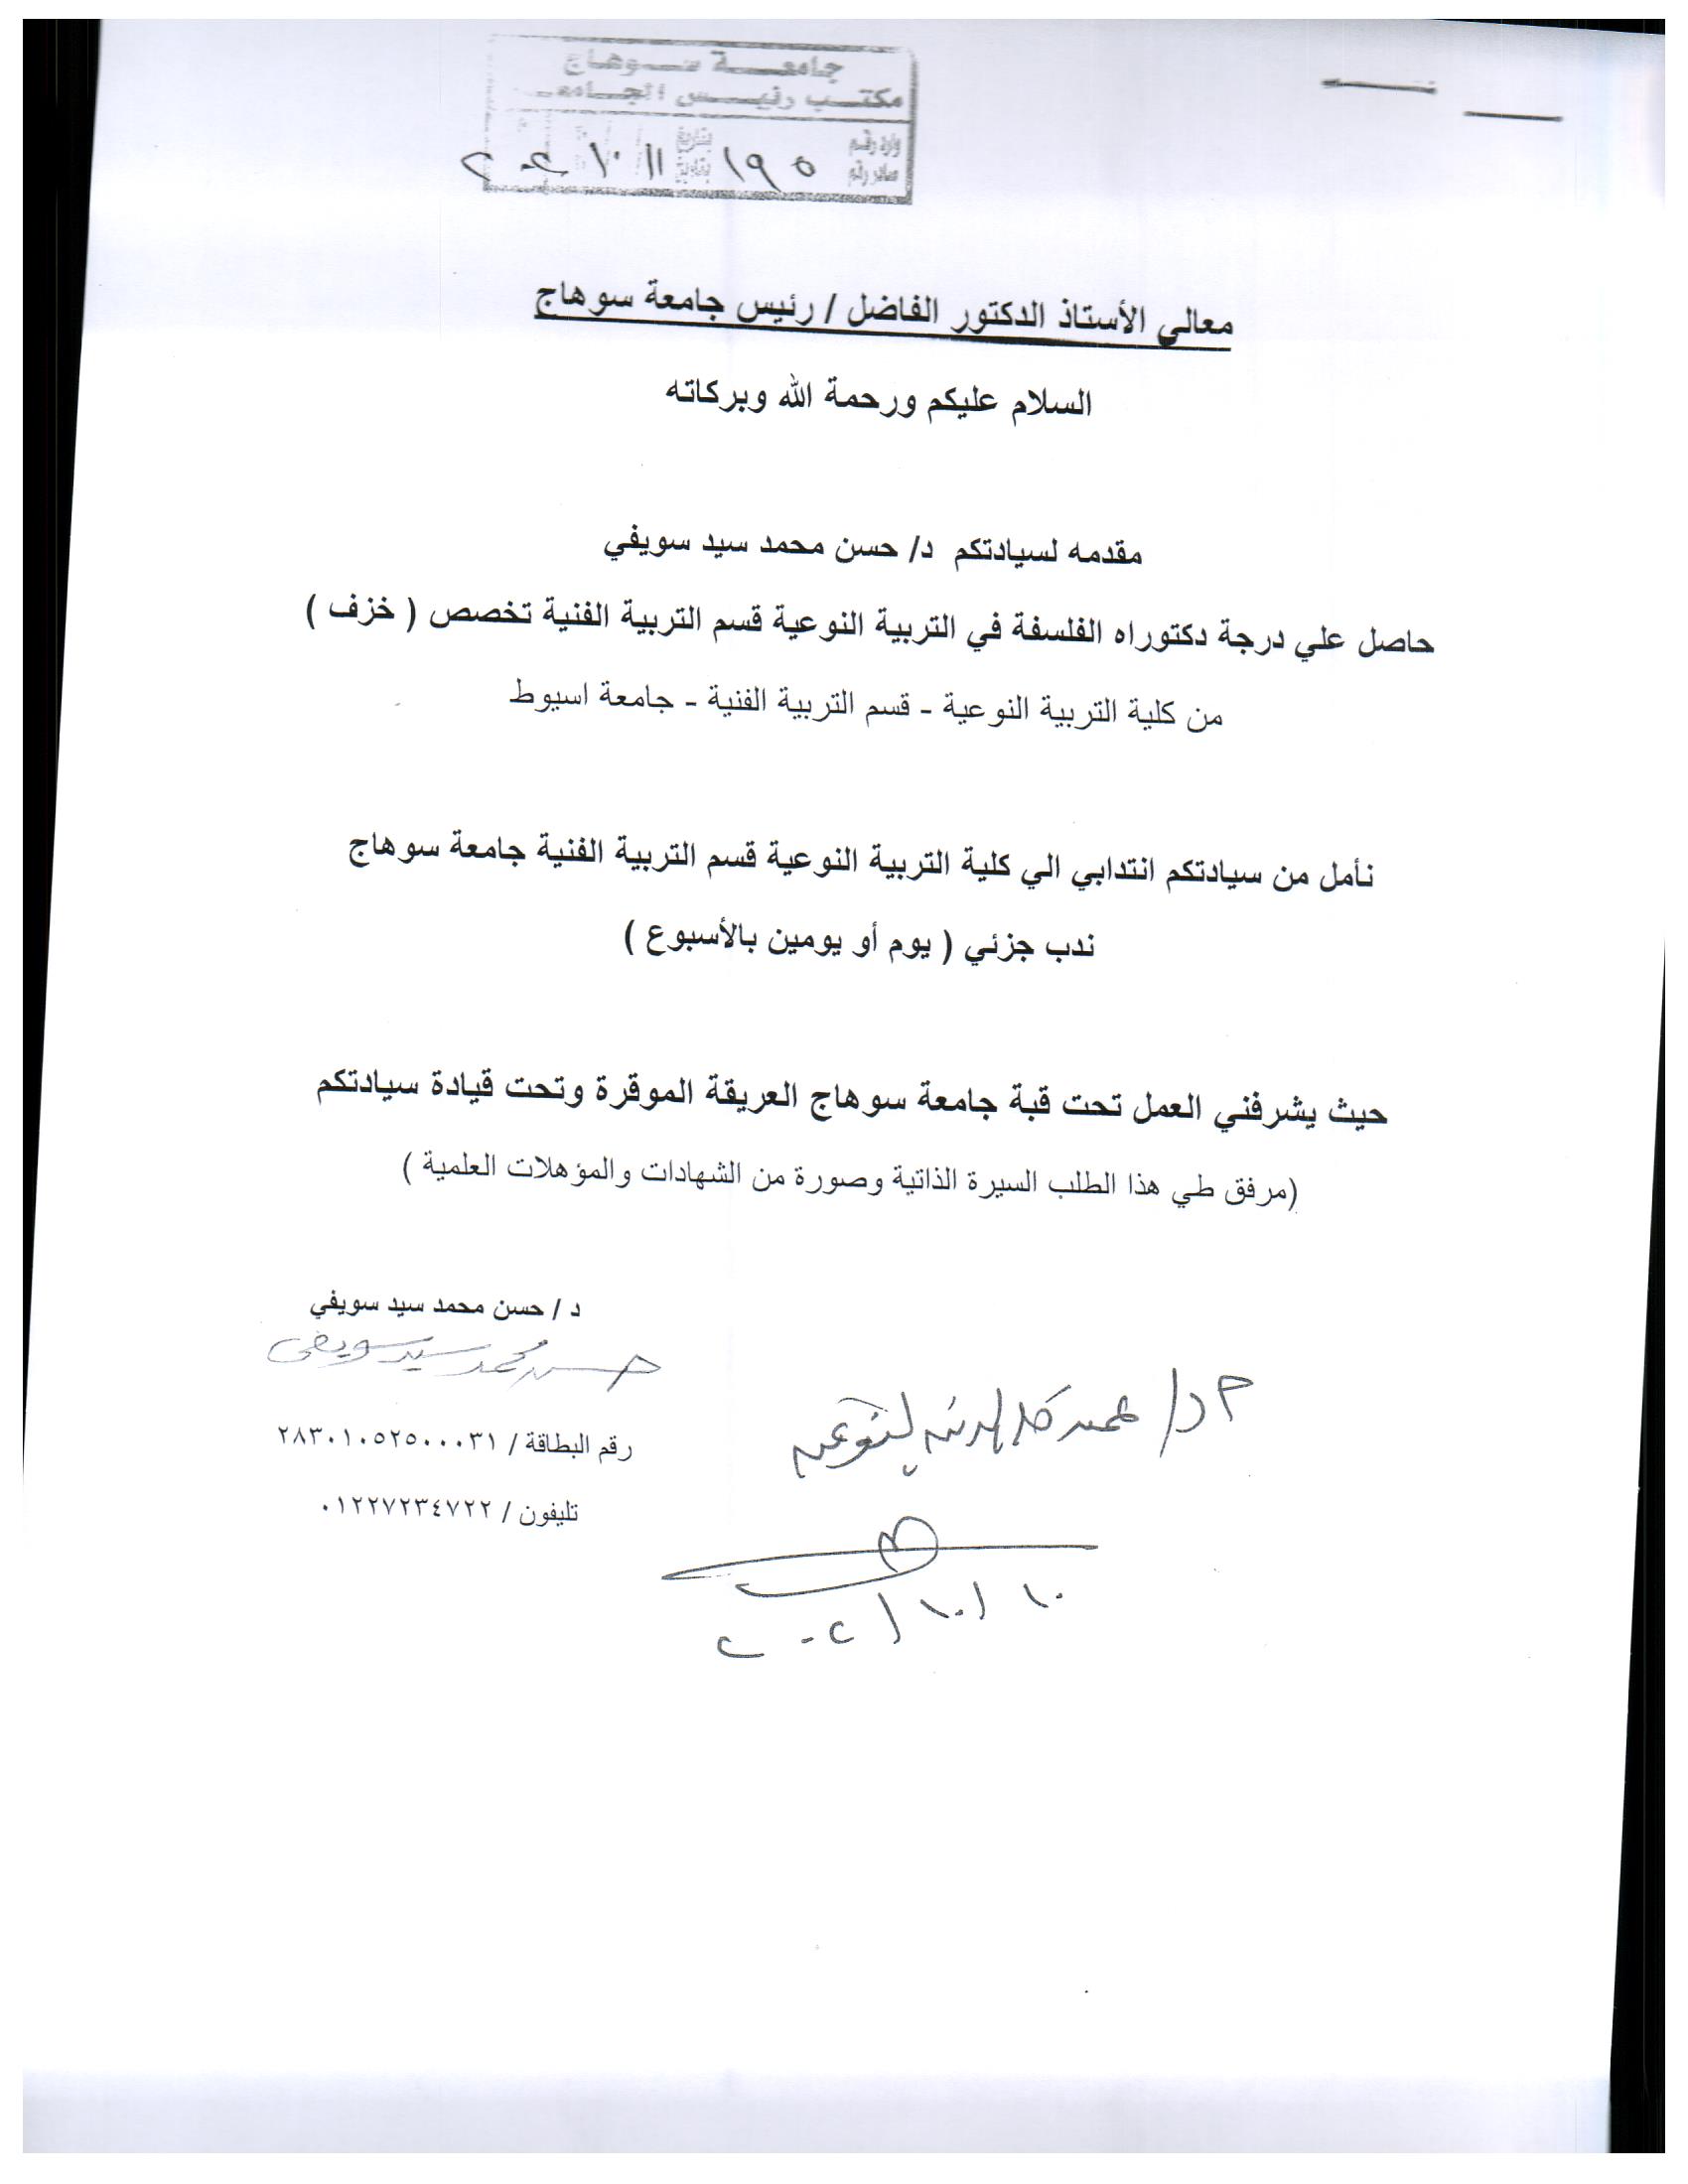 جامعة سوهاج
مكتب رئيس الجامعـ
وارد رقم بتاريخ
صادر رقم ١٩٥ بتاريخ ١١ / ١٠ / ٢٠٢
معالي الأستاذ الدكتور الفاضل / رئيس جامعة سوهاج
السلام عليكم ورحمة الله وبركاته
مقدمه لسيادتكم د/ حسن محمد سيد سويفي
حاصل علي درجة دكتوراه الفلسفة في التربية النوعية قسم التربية الفنية تخصص ( خزف )
من كلية التربية النوعية - قسم التربية الفنية - جامعة اسيوط
نأمل من سيادتكم انتدابي الي كلية التربية النوعية قسم التربية الفنية جامعة سوهاج
ندب جزئي ( يوم أو يومين بالأسبوع )
حيث يشرفني العمل تحت قبة جامعة سوهاج العريقة الموقرة وتحت قيادة سيادتكم
(مرفق طي هذا الطلب السيرة الذاتية وصورة من الشهادات والمؤهلات العلمية )
د / حسن محمد سيد سويفي
حسن محمد سيد سويفى
رقم البطاقة / ٢٨٣٠١٠٥٢٥٠٠٠٣١
تليفون / ٠١٢٢٧٢٣٤٧٢٢
أ.د/ عميد كلية التربية النوعية
١٠ / ١٠ / ٢٠٢